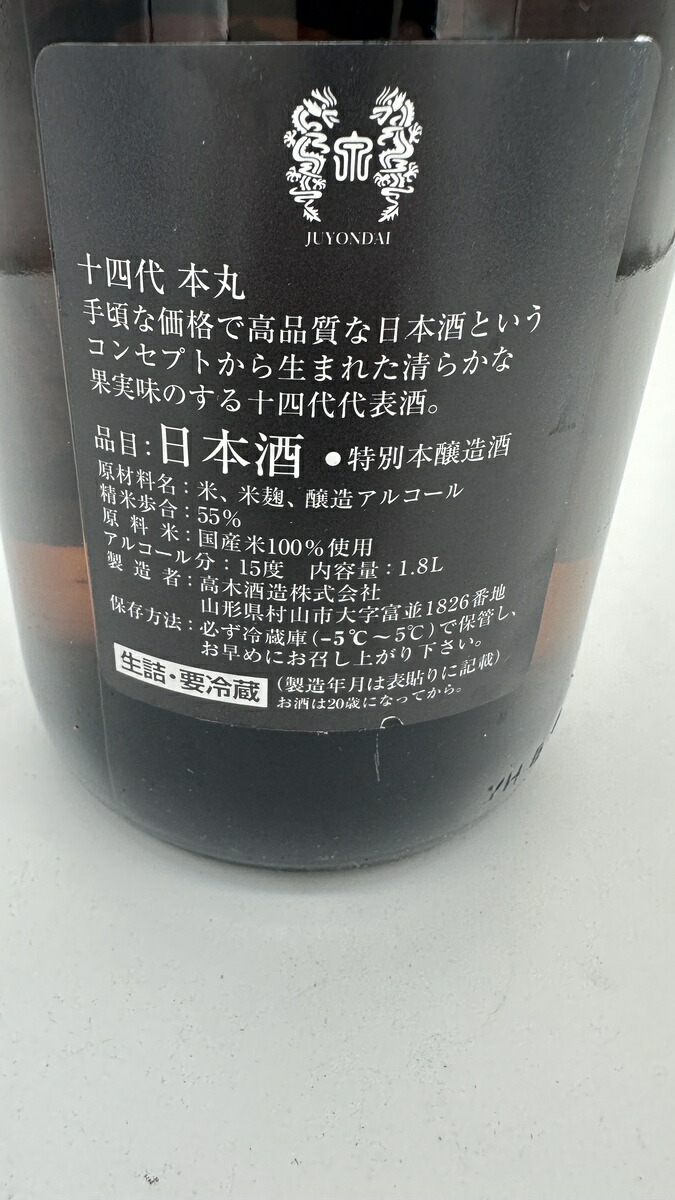 JUYONDAI
十四代 本丸
手頃な価格で高品質な日本酒という
コンセプトから生まれた清らかな
果実味のする十四代代表酒。
品目:日本酒 ●特別本醸造酒
原材料名:米、米麹、醸造アルコール
精米歩合:55%
原料米:国産米100%使用
アルコール分:15度 内容量:1.8L
製造者:高木酒造株式会社
山形県村山市大字富並1826番地
保存方法:必ず冷蔵庫(-5℃~5℃)で保管し、
お早めにお召し上がり下さい。
生詰・要冷蔵 (製造年月は表貼りに記載)
お酒は20歳になってから。